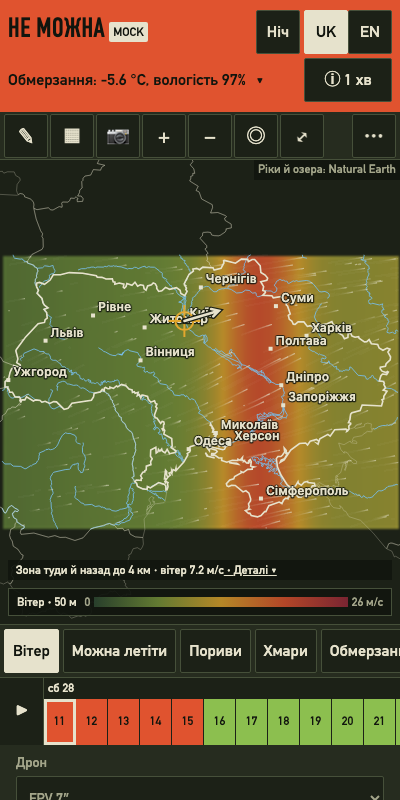 НЕ МОЖНА МОСК
Ніч UK EN
Обмерзання: -5.6 °C, вологість 97% ▾
ⓘ 1 хв
Ріки й озера: Natural Earth
Чернігів
Суми
Рівне
Харків
Львів
Полтава
Вінниця
Ужгород
Дніпро
Запоріжжя
Миколаїв
Одеса Херсон
Сімферополь
Зона туди й назад до 4 км · вітер 7.2 м/с · Деталі ▾
Вітер · 50 м 0 26 м/с
Вітер Можна летіти Пориви Хмари Обмерзан
сб 28
11 12 13 14 15 16 17 18 19 20 21
Дрон
FPV 7″